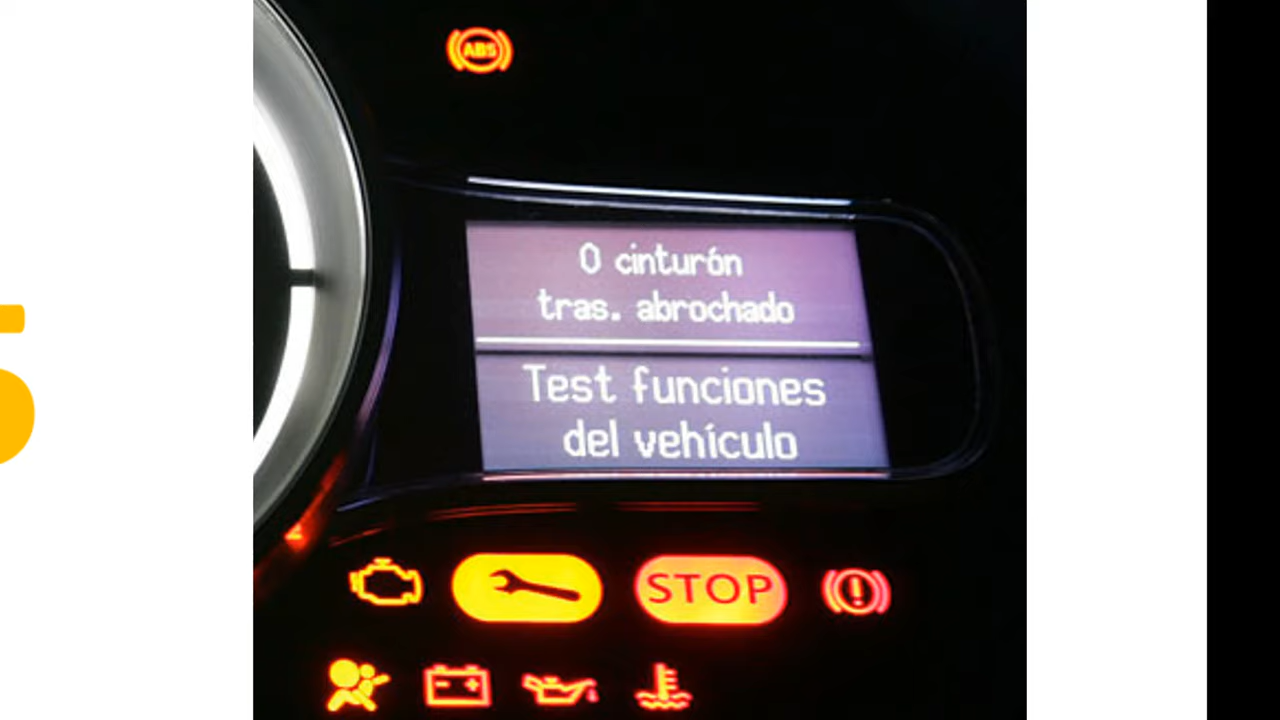 ABS
0 cinturón
tras. abrochado
Test funciones
del vehículo
STOP